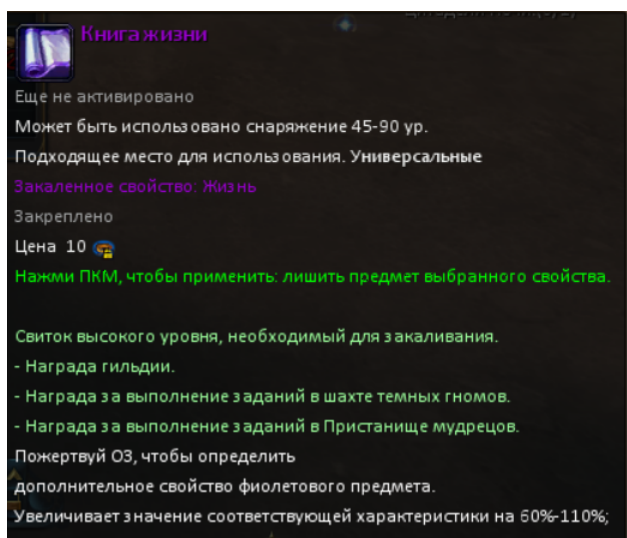 Книга жизни
Еще не активировано
Может быть использовано снаряжение 45-90 ур.
Подходящее место для использования. Универсальные
Закаленное свойство: Жизнь
Закреплено
Цена 10
Нажми ПКМ, чтобы применить: лишить предмет выбранного свойства.
Свиток высокого уровня, необходимый для закаливания.
- Награда гильдии.
- Награда за выполнение заданий в шахте темных гномов.
- Награда за выполнение заданий в Пристанище мудрецов.
Пожертвуй ОЗ, чтобы определить
дополнительное свойство фиолетового предмета.
Увеличивает значение соответствующей характеристики на 60%-110%;